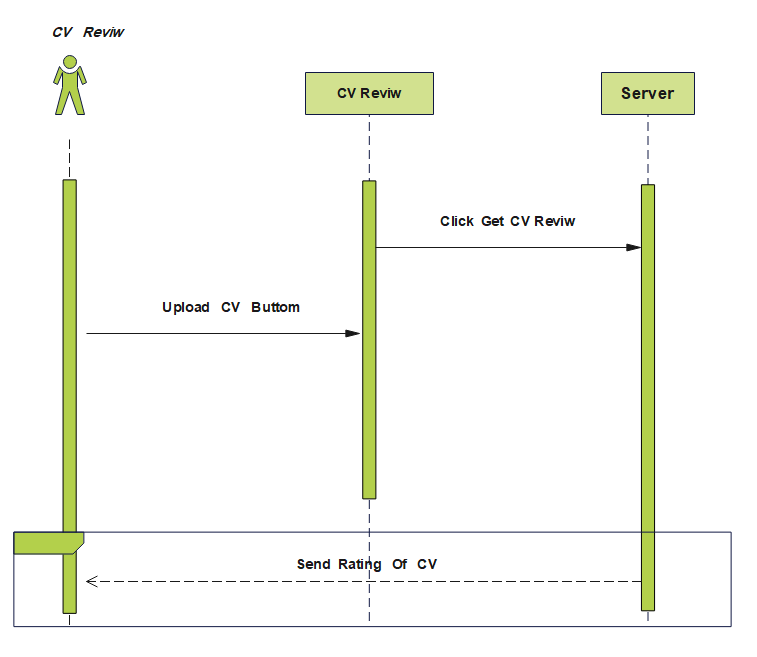 CV Reviw
CV Reviw
Server
Click Get CV Reviw
Upload CV Buttom
Send Rating Of CV